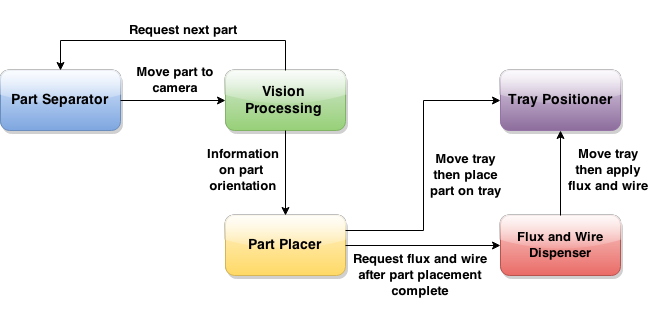 Request next part
Move part to
camera
Part Separator
Vision
Processing
Tray Positioner
Information
on part
orientation
Move tray
then place
part on tray
Move tray
then apply
flux and wire
Part Placer
Flux and Wire
Dispenser
Request flux and wire
after part placement
complete